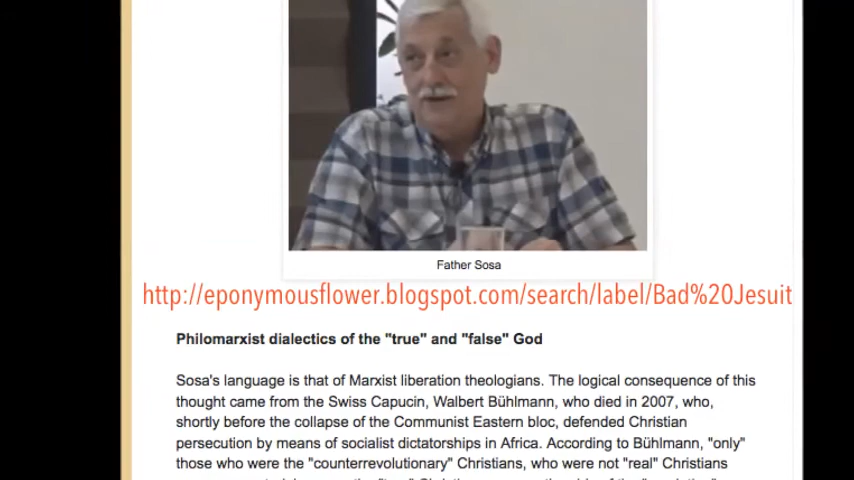 Father Sosa
http://eponymousflower.blogspot.com/search/label/Bad%20Jesuit
Philomarxist dialectics of the "true" and "false" God
Sosa's language is that of Marxist liberation theologians. The logical consequence of this
thought came from the Swiss Capucin, Walbert Bühlmann, who died in 2007, who,
shortly before the collapse of the Communist Eastern bloc, defended Christian
persecution by means of socialist dictatorships in Africa. According to Bühlmann, "only"
those who were the "counterrevolutionary" Christians, who were not "real" Christians